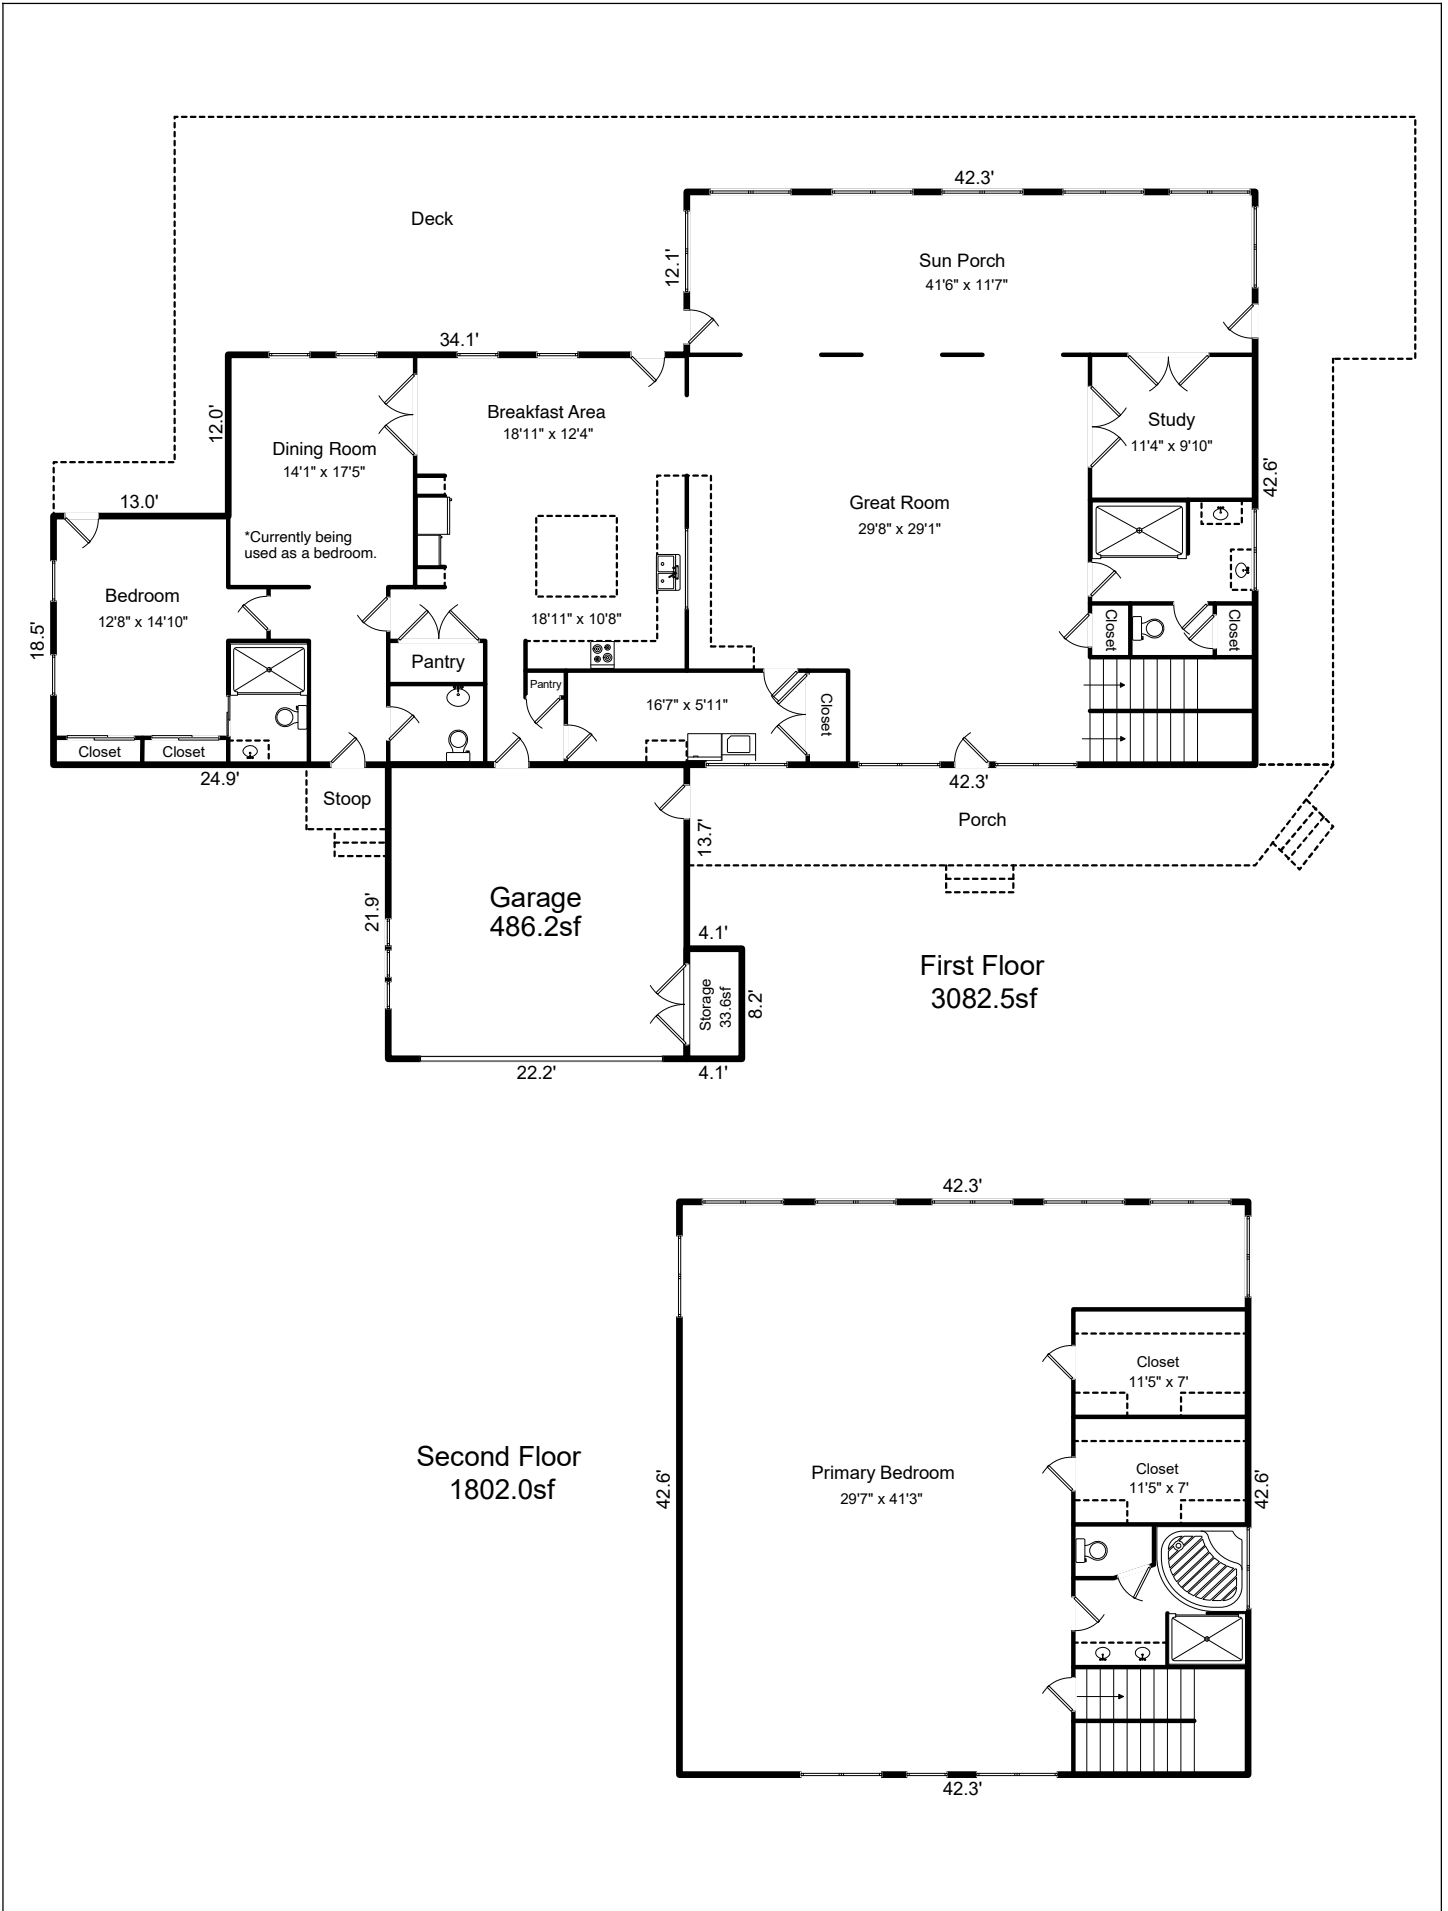 42.3'
Deck
12.1'
Sun Porch
41'6" x 11'7"
34.1'
12.0'
Breakfast Area
18'11" x 12'4"
Dining Room
14'1" x 17'5"
Study
11'4" x 9'10"
42.6'
13.0'
Great Room
29'8" x 29'1"
*Currently being
used as a bedroom.
Bedroom
12'8" x 14'10"
18'11" x 10'8"
18.5'
Closet
Closet
Pantry
Pantry
16'7" x 5'11"
Closet
Closet
Closet
24.9'
42.3'
Stoop
Porch
13.7'
21.9'
Garage
486.2sf
4.1'
First Floor
3082.5sf
Storage
33.6sf
8.2'
22.2'
4.1'
42.3'
Closet
11'5" x 7'
Second Floor
1802.0sf
42.6'
Primary Bedroom
29'7" x 41'3"
Closet
11'5" x 7'
42.6'
42.3'